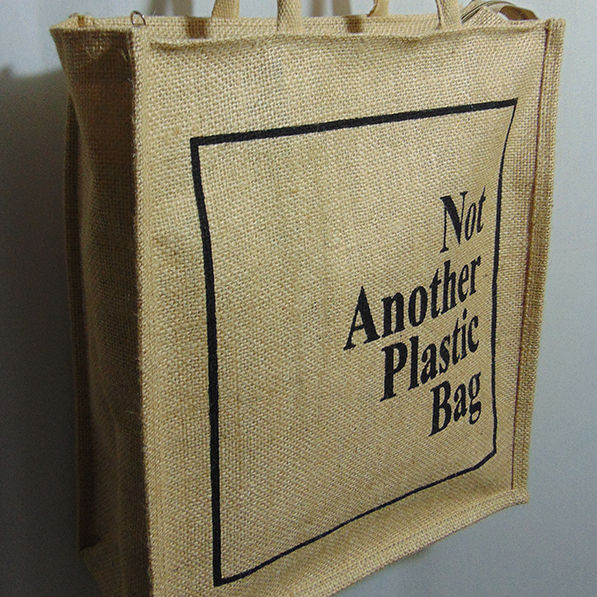 Not
Another
Plastic
Bag